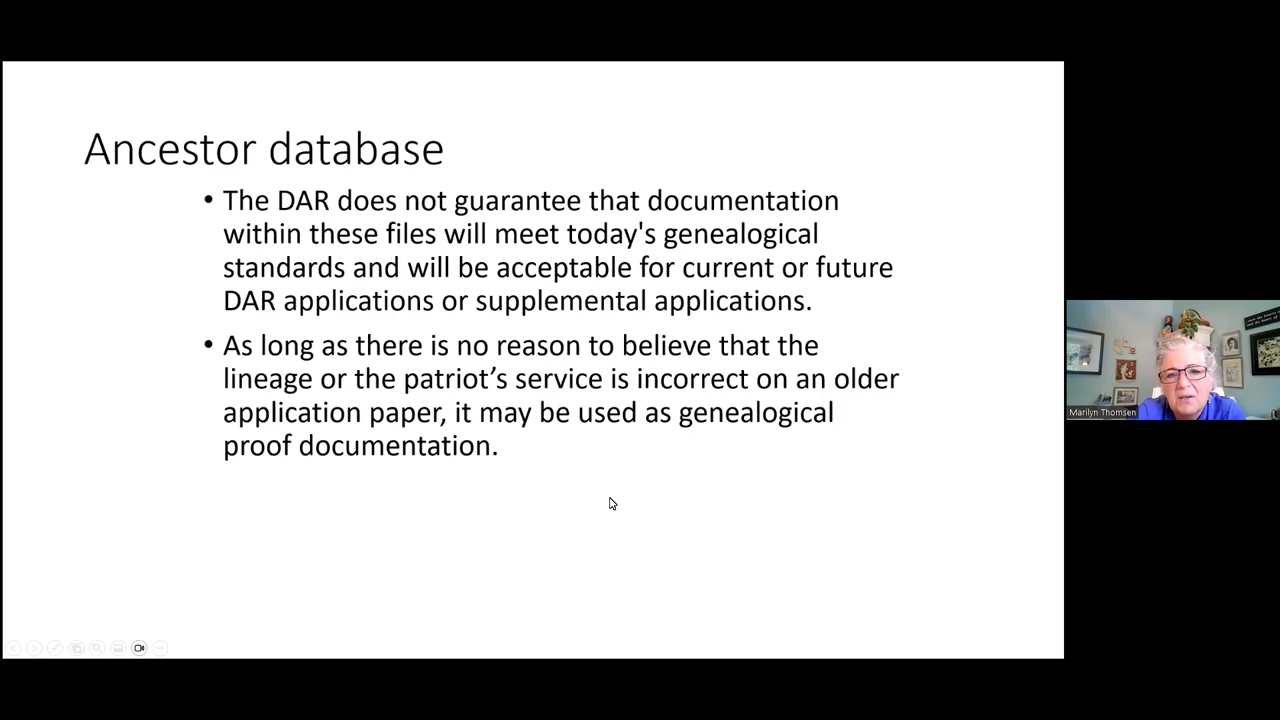 Ancestor database
• The DAR does not guarantee that documentation
within these files will meet today's genealogical
standards and will be acceptable for current or future
DAR applications or supplemental applications.
• As long as there is no reason to believe that the
lineage or the patriot’s service is incorrect on an older
application paper, it may be used as genealogical
proof documentation.
Marilyn Thomsen